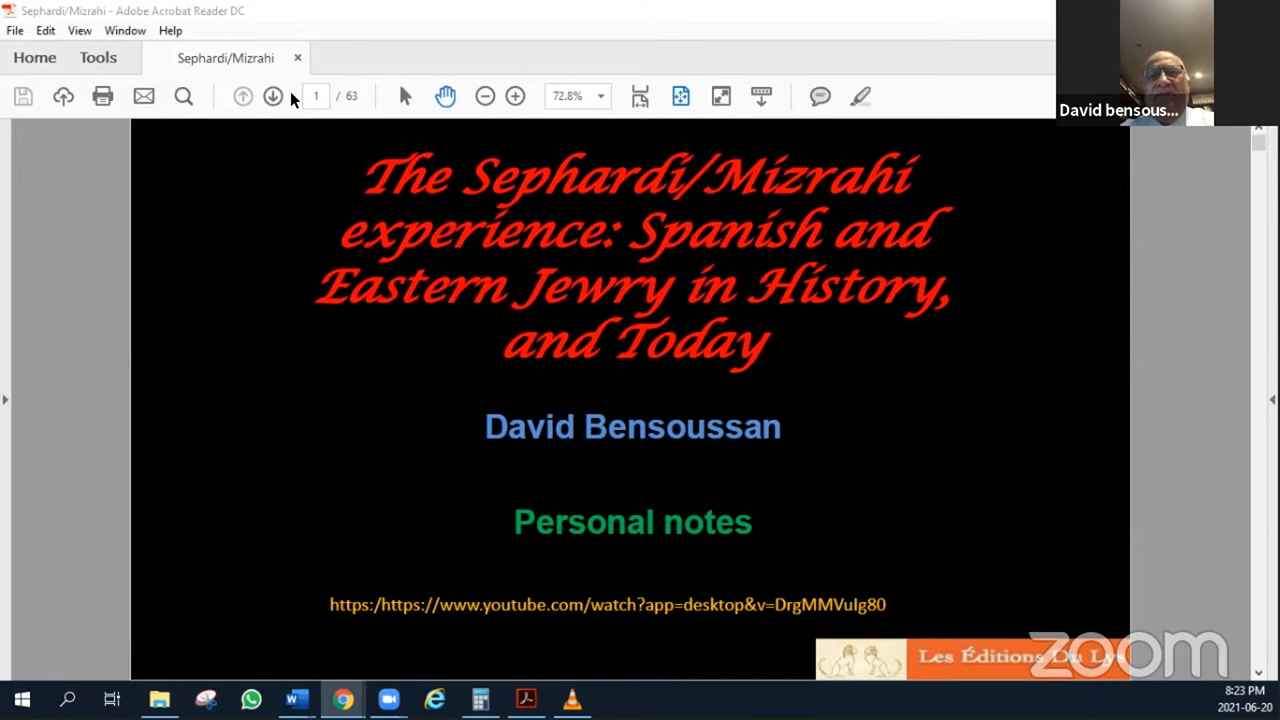 Sephardi/Mizrahi - Adobe Acrobat Reader DC
File Edit View Window Help
Home Tools Sephardi/Mizrahi ×
1 / 63 72.8%
David bensous...
The Sephardi/Mizrahi
experience: Spanish and
Eastern Jewry in History,
and Today
David Bensoussan
Personal notes
https:/https://www.youtube.com/watch?app=desktop&v=DrgMMVuIg80
Les Éditions Du Lys
zoom
8:23 PM
2021-06-20